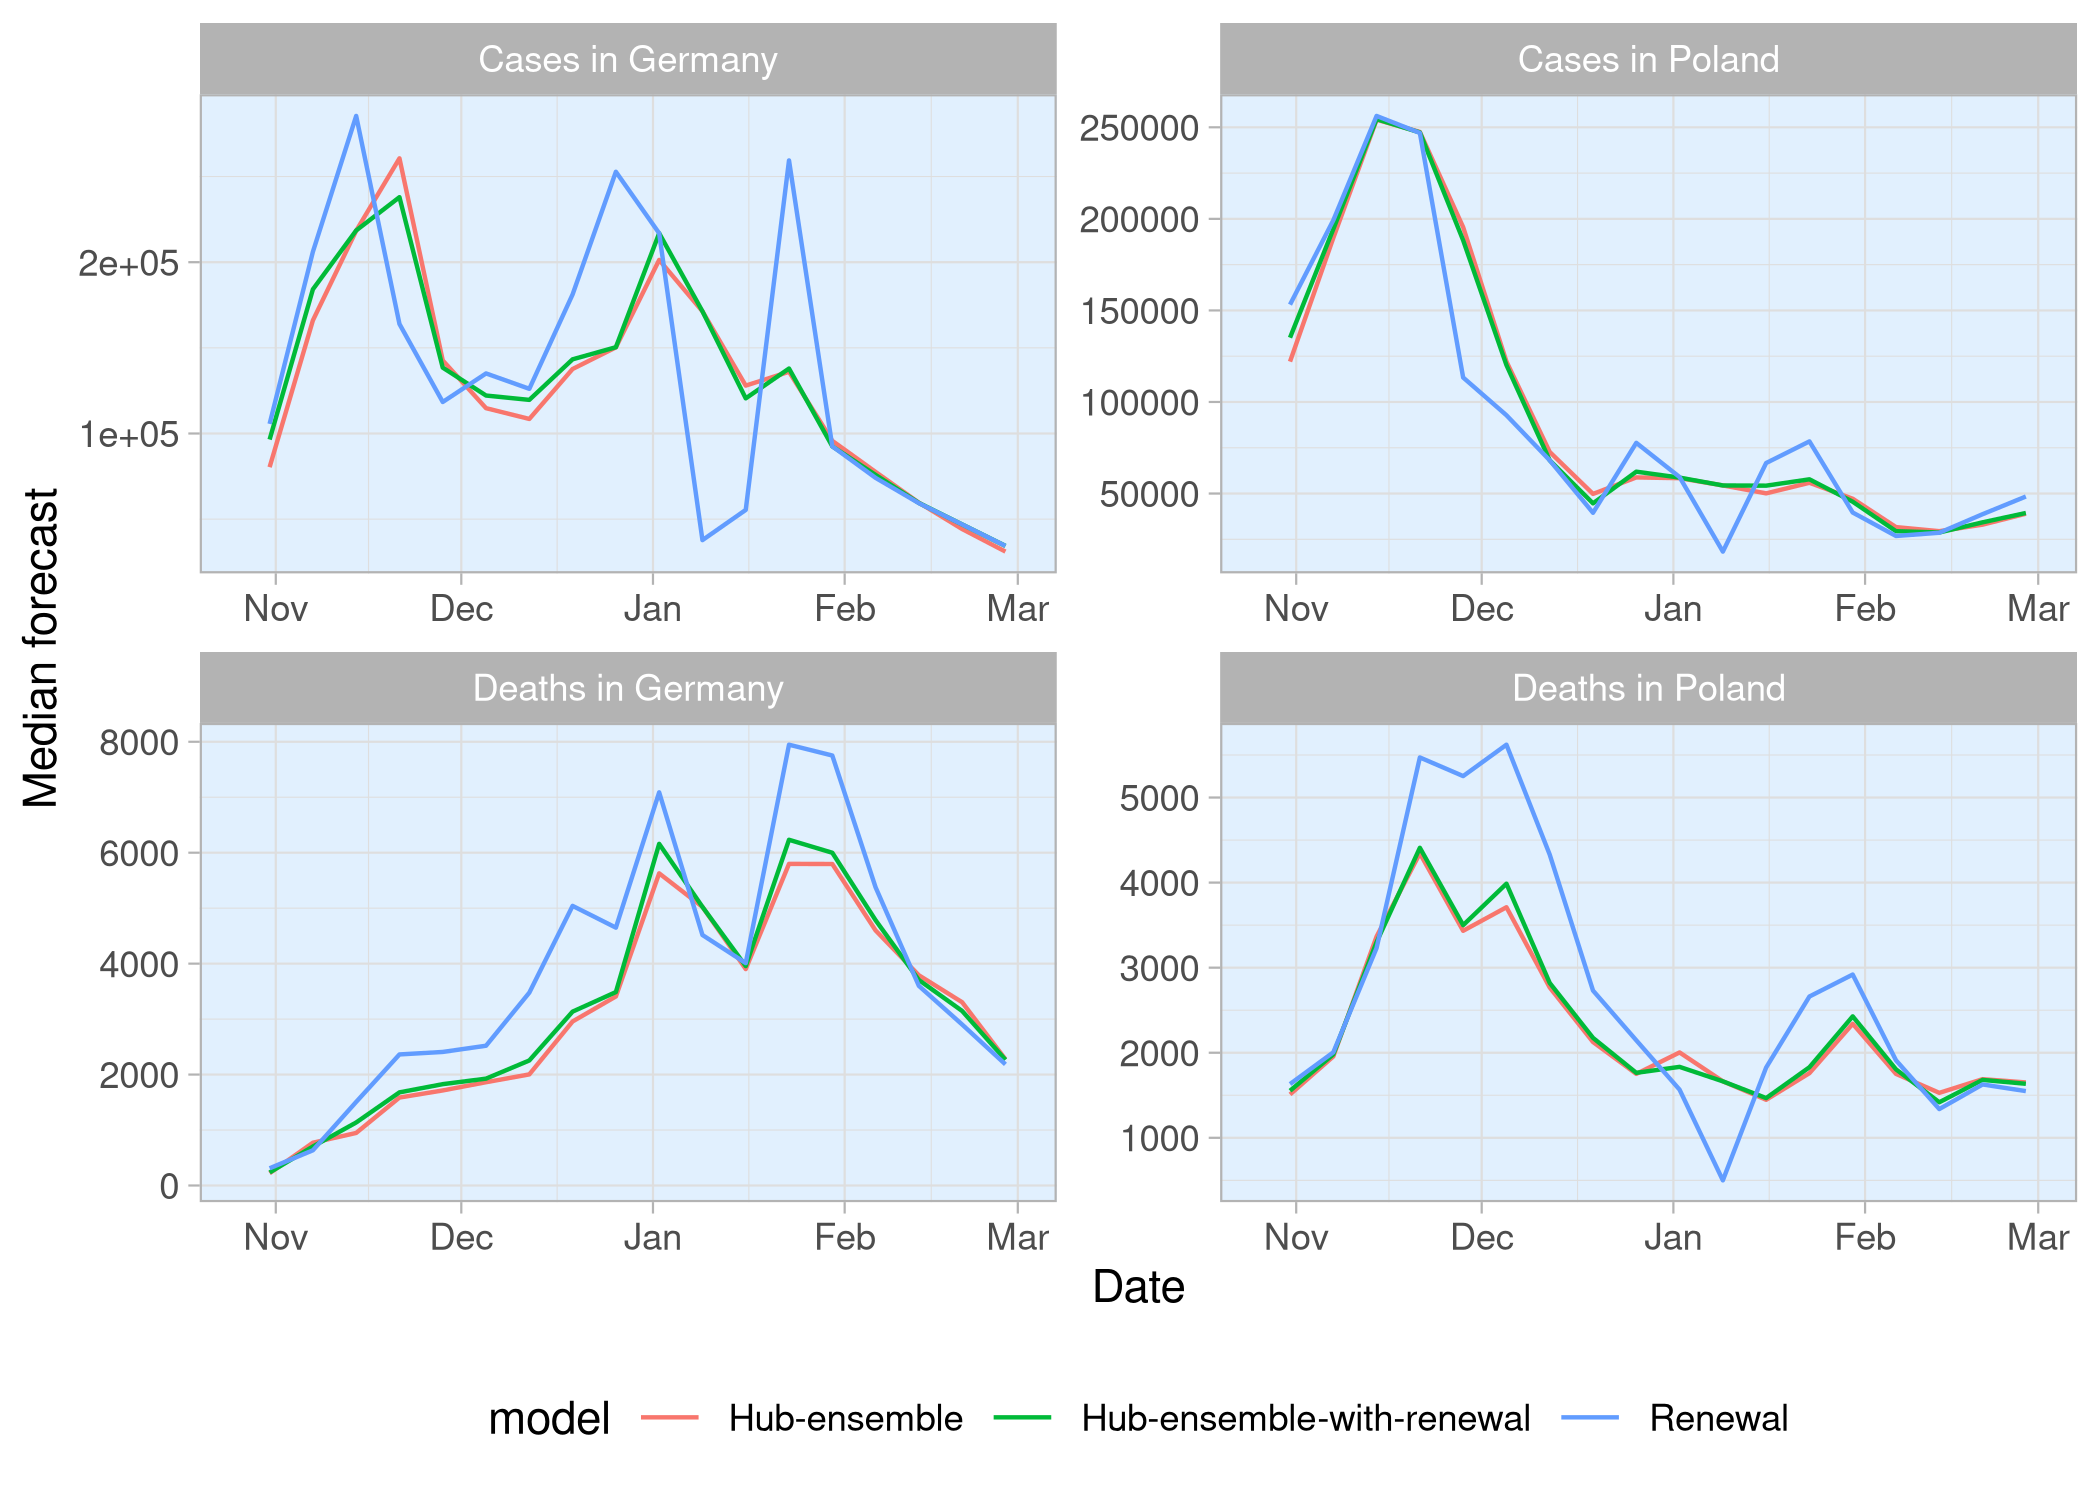 Cases in Germany
Cases in Poland
2e+05
1e+05
250000
200000
150000
100000
50000
Nov Dec Jan Feb Mar
Nov Dec Jan Feb Mar
Median forecast
Deaths in Germany
Deaths in Poland
8000
6000
4000
2000
0
5000
4000
3000
2000
1000
Nov Dec Jan Feb Mar
Nov Dec Jan Feb Mar
Date
model Hub-ensemble Hub-ensemble-with-renewal Renewal